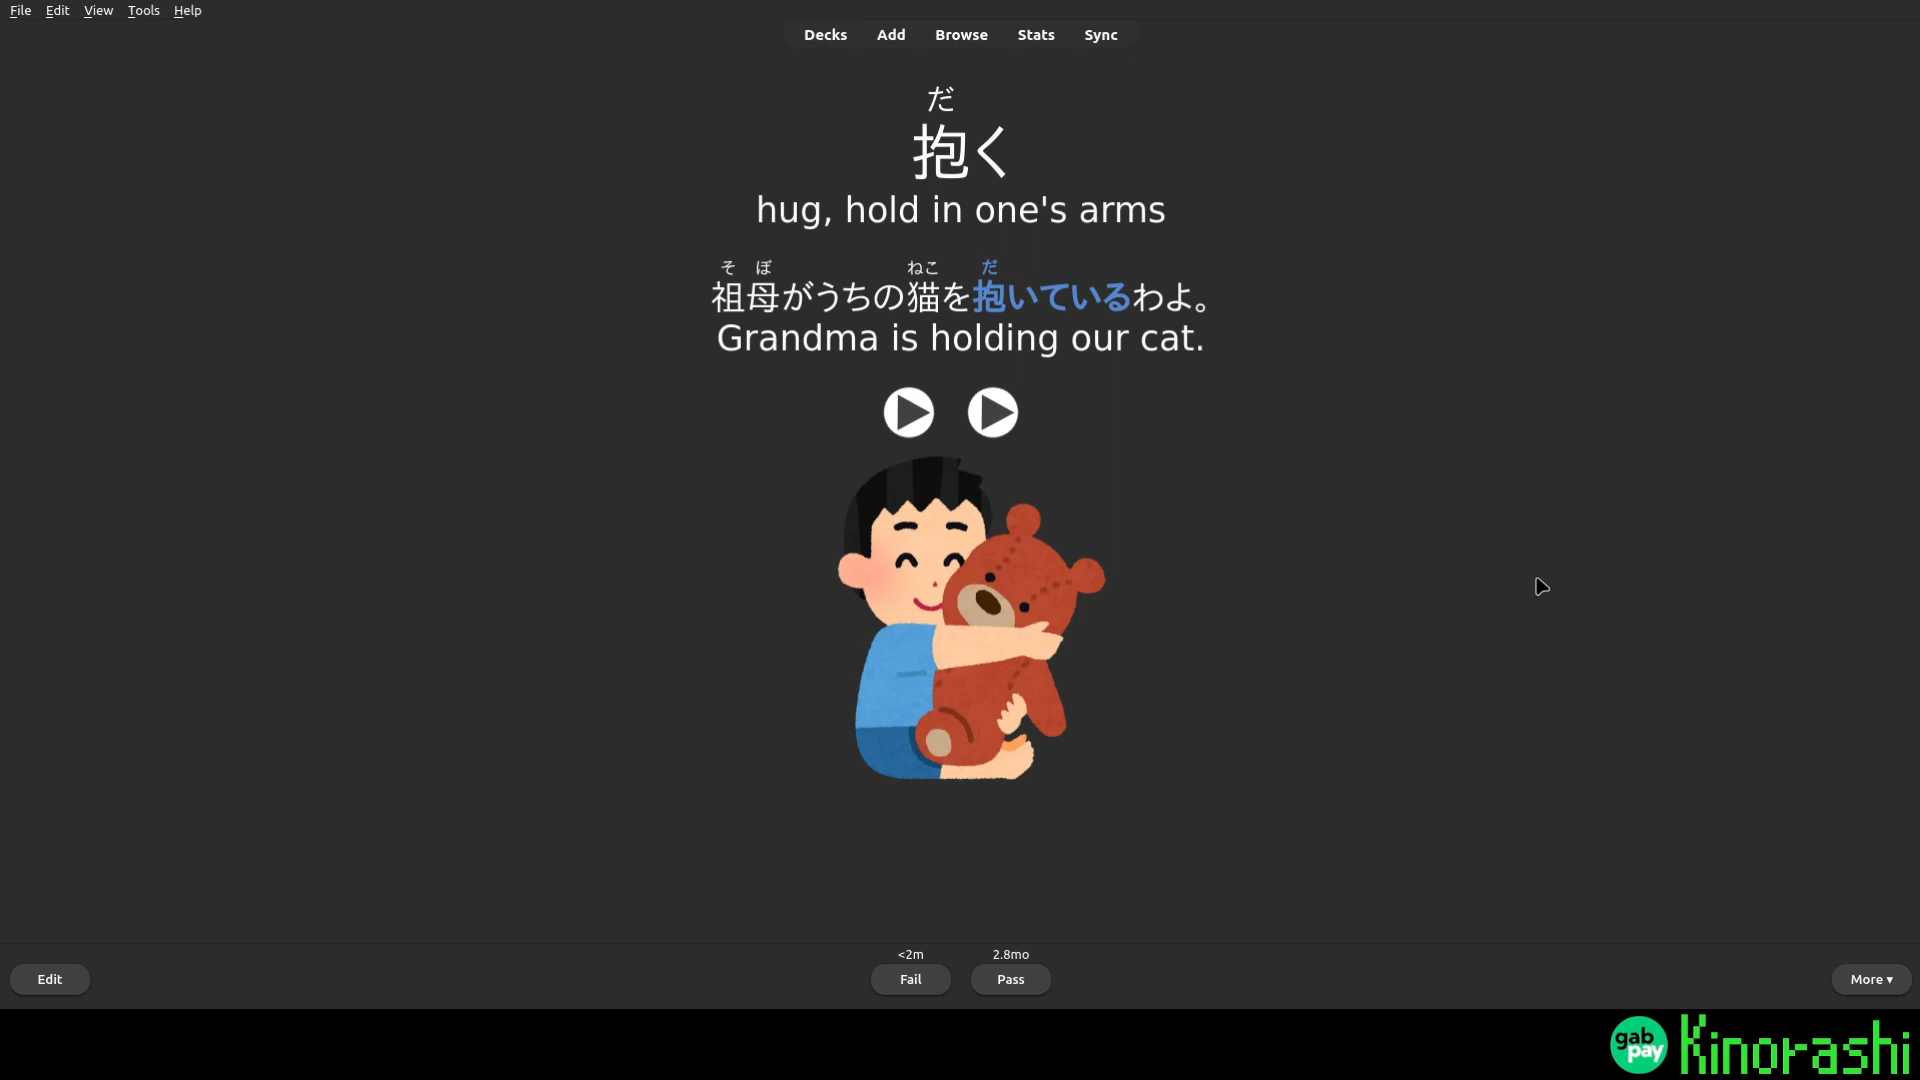 File Edit View Tools Help
Decks Add Browse Stats Sync
だ
抱く
hug, hold in one's arms
そ ぼ ねこ だ
祖母がうちの猫を抱いているわよ。
Grandma is holding our cat.
<2m 2.8mo
Edit Fail Pass More ▾
gab pay Kinorashi